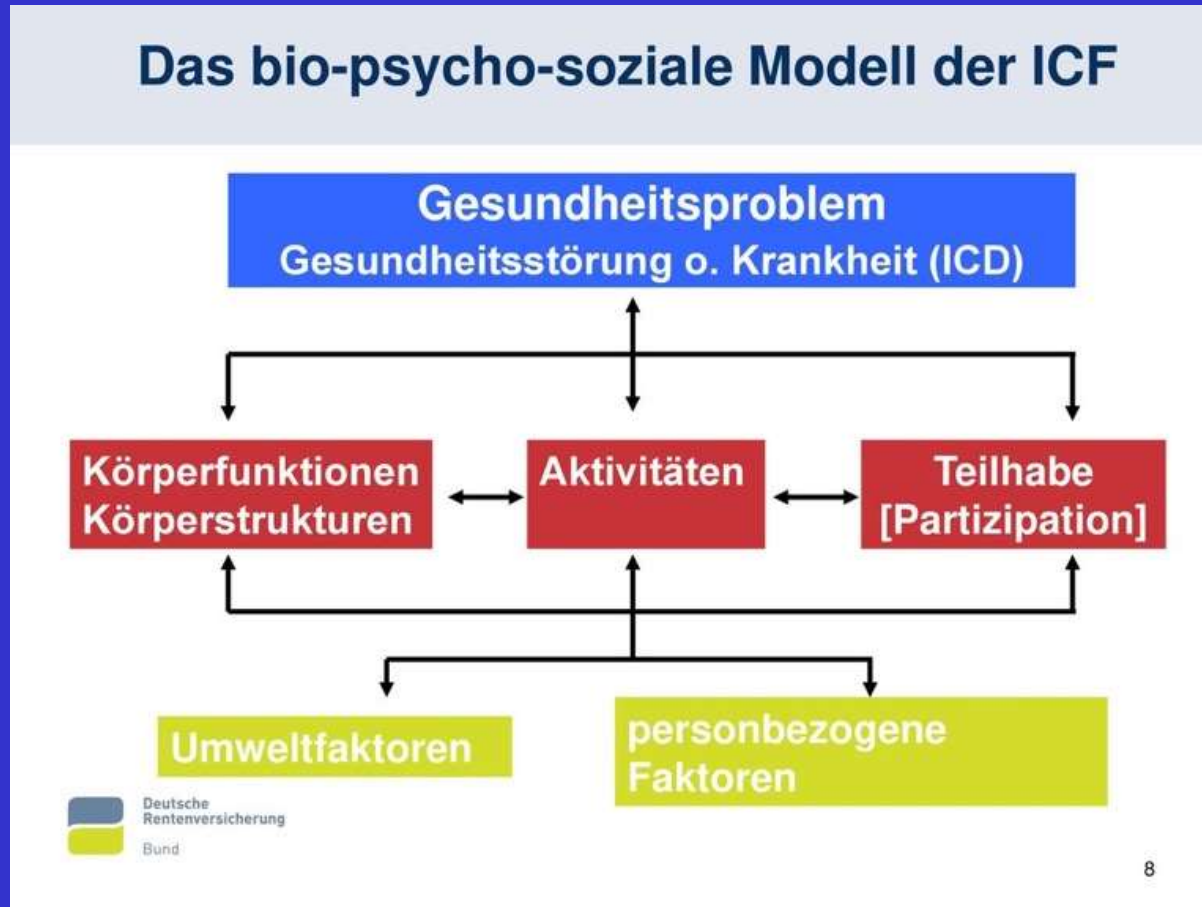 Das bio-psycho-soziale Modell der ICF
Gesundheitsproblem
Gesundheitsstörung o. Krankheit (ICD)
Körperfunktionen
Körperstrukturen
Aktivitäten
Teilhabe
[Partizipation]
Umweltfaktoren
personbezogene
Faktoren
Deutsche
Rentenversicherung
Bund
8